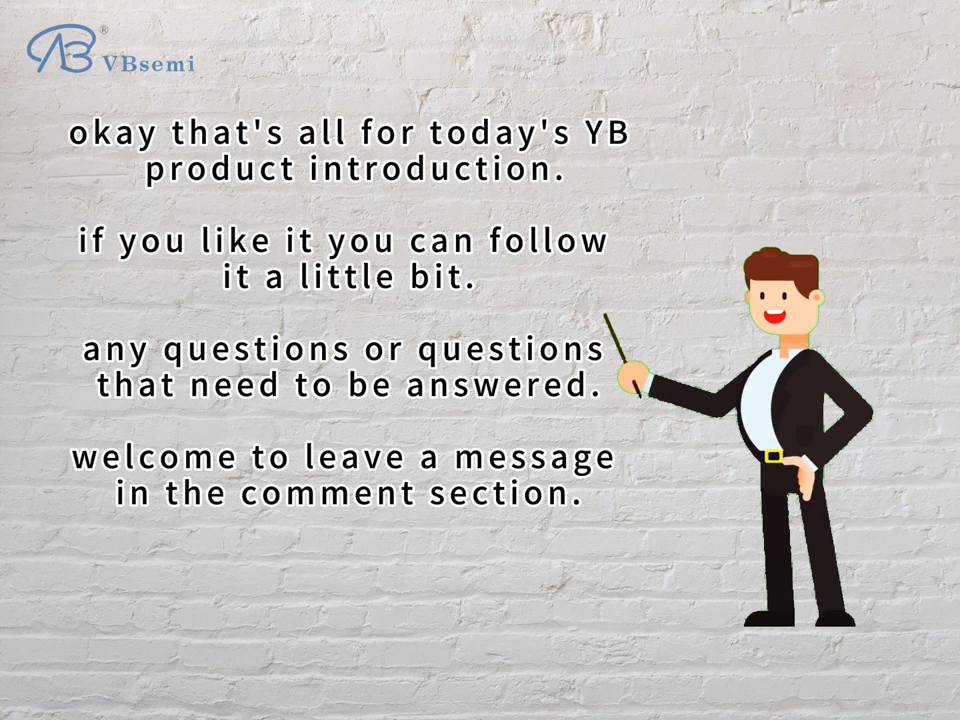 VBsemi
okay that's all for today's YB
product introduction.
if you like it you can follow
it a little bit.
any questions or questions
that need to be answered.
welcome to leave a message
in the comment section.